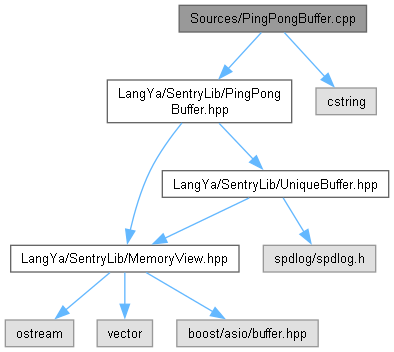 Sources/PingPongBuffer.cpp
LangYa/SentryLib/PingPong
Buffer.hpp
cstring
LangYa/SentryLib/UniqueBuffer.hpp
LangYa/SentryLib/MemoryView.hpp
spdlog/spdlog.h
ostream
vector
boost/asio/buffer.hpp